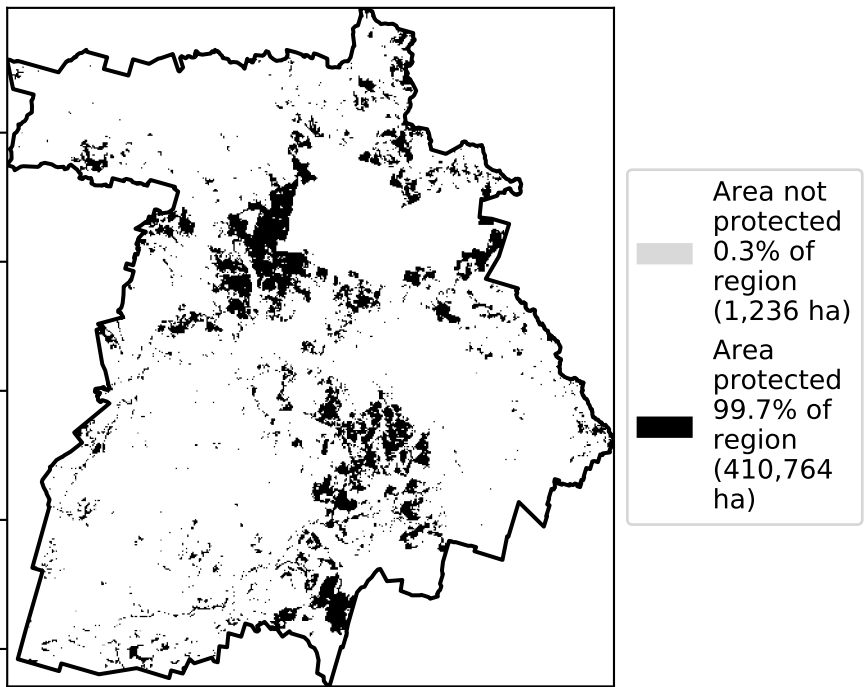 Area not
protected
0.3% of
region
(1,236 ha)
Area
protected
99.7% of
region
(410,764
ha)